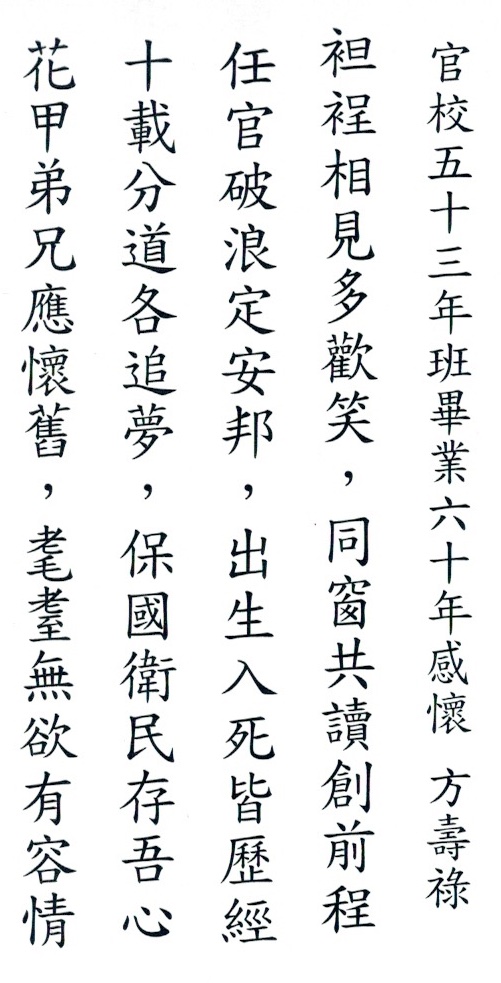 官校五十三年班畢業六十年感懷 方壽祿
袒裎相見多歡笑，同窗共讀創前程
任官破浪定安邦，出生入死皆歷經
十載分道各追夢，保國衛民存吾心
花甲弟兄應懷舊，耄耋無欲有容情